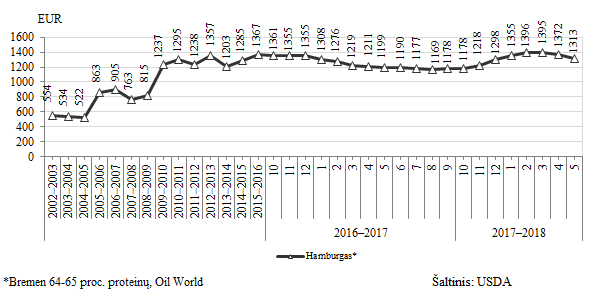 EUR
1600
1400
1200
1000
800
600
400
200
0
554 534 522 863 905 763 815 1237 1295 1238 1357 1203 1285 1367 1361 1355 1355 1308 1276 1219 1211 1199 1190 1177 1169 1178 1178 1218 1298 1355 1396 1395 1372 1313
2002–2003 2003–2004 2004–2005 2005–2006 2006–2007 2007–2008 2008–2009 2009–2010 2010–2011 2011–2012 2012–2013 2013–2014 2014–2015 2015–2016 10 11 12 1 2 3 4 5 6 7 8 9 10 11 12 1 2 3 4 5
2016–2017 2017–2018
Hamburgas*
*Bremen 64-65 proc. proteinų, Oil World Šaltinis: USDA